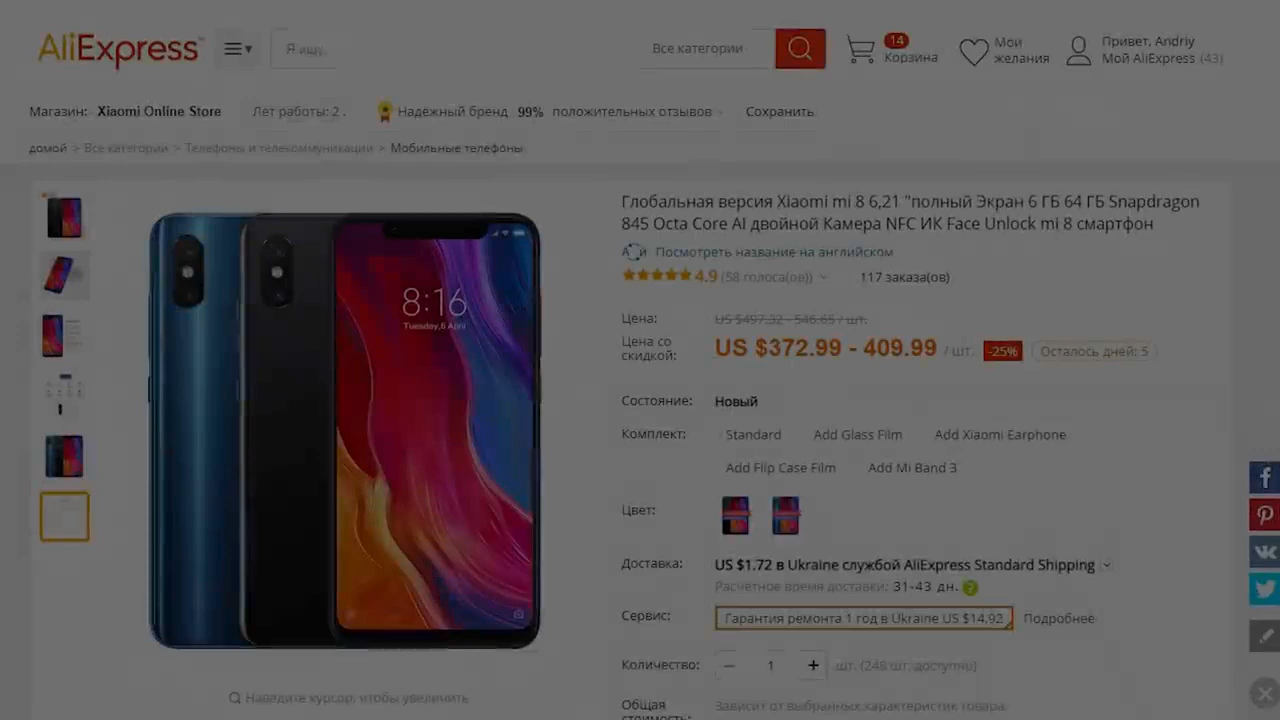 AliExpress
Я ищу...
Все категории
14
Корзина
Мои
желания
Привет, Andriy
Мой AliExpress (43)
Магазин: Xiaomi Online Store
Лет работы: 2 .
Надёжный бренд 99% положительных отзывов
Сохранить
домой > Все категории > Телефоны и телекоммуникации > Мобильные телефоны
8:16
Tuesday,6 April
Наведите курсор, чтобы увеличить
Глобальная версия Xiaomi mi 8 6,21 "полный Экран 6 ГБ 64 ГБ Snapdragon
845 Octa Core AI двойной Камера NFC ИК Face Unlock mi 8 смартфон
Посмотреть название на английском
4.9 (58 голоса(ов)) 117 заказа(ов)
Цена: US $497.32 - 546.65 / шт.
Цена со
скидкой:
US $372.99 - 409.99 / шт. -25% Осталось дней: 5
Состояние: Новый
Комплект: Standard Add Glass Film Add Xiaomi Earphone
Add Flip Case Film Add Mi Band 3
Цвет:
Доставка: US $1.72 в Ukraine службой AliExpress Standard Shipping
Расчетное время доставки: 31-43 дн. ?
Сервис: Гарантия ремонта 1 год в Ukraine US $14.92 Подробнее
Количество: − 1 + шт. (248 шт. доступно)
Общая
стоимость:
Зависит от выбранных характеристик товара.